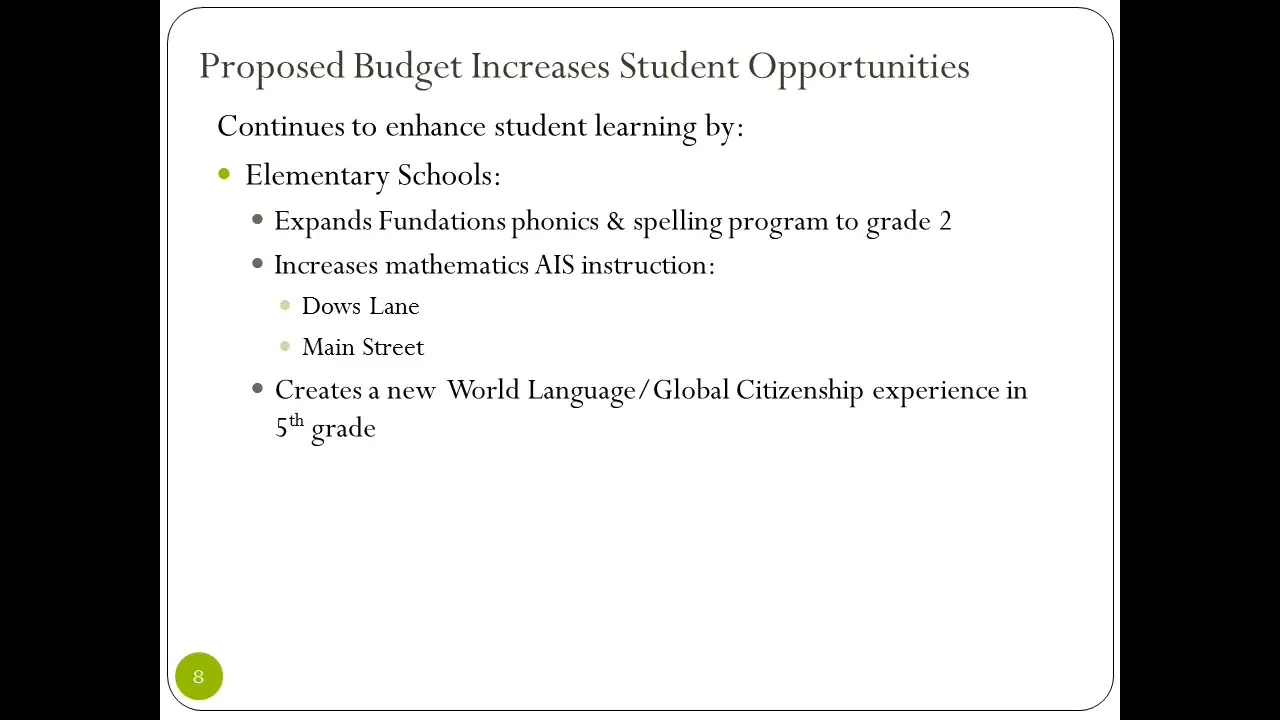 Proposed Budget Increases Student Opportunities
Continues to enhance student learning by:
• Elementary Schools:
• Expands Fundations phonics & spelling program to grade 2
• Increases mathematics AIS instruction:
• Dows Lane
• Main Street
• Creates a new World Language/Global Citizenship experience in
5th grade
8